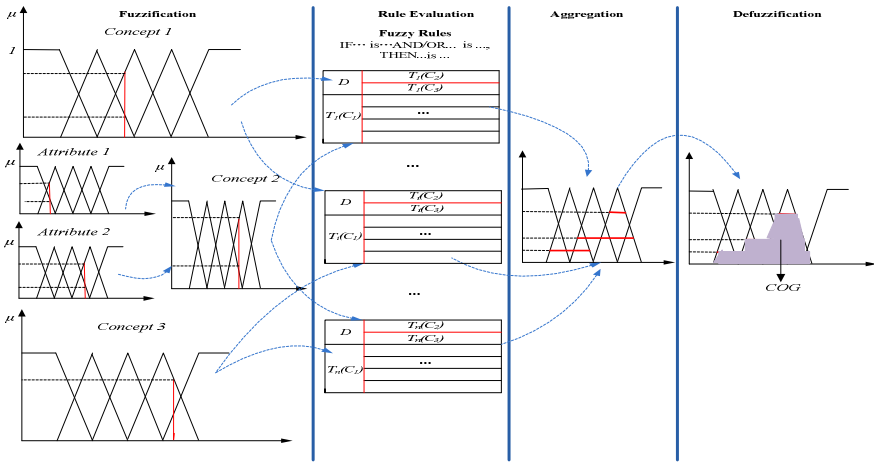 Fuzzification
Rule Evaluation
Aggregation
Defuzzification
μ
Concept 1
1
μ
Attribute 1
μ
Concept 2
μ
Attribute 2
μ
Concept 3
Fuzzy Rules
IF··· is···AND/OR... is ...,
THEN...is ...
D
T₁(C₂)
T₁(C₃)
T₁(C₁)
...
...
D
Tᵢ(C₂)
Tᵢ(C₃)
Tᵢ(C₁)
...
...
D
Tₙ(C₂)
Tₙ(C₃)
Tₙ(C₁)
...
COG